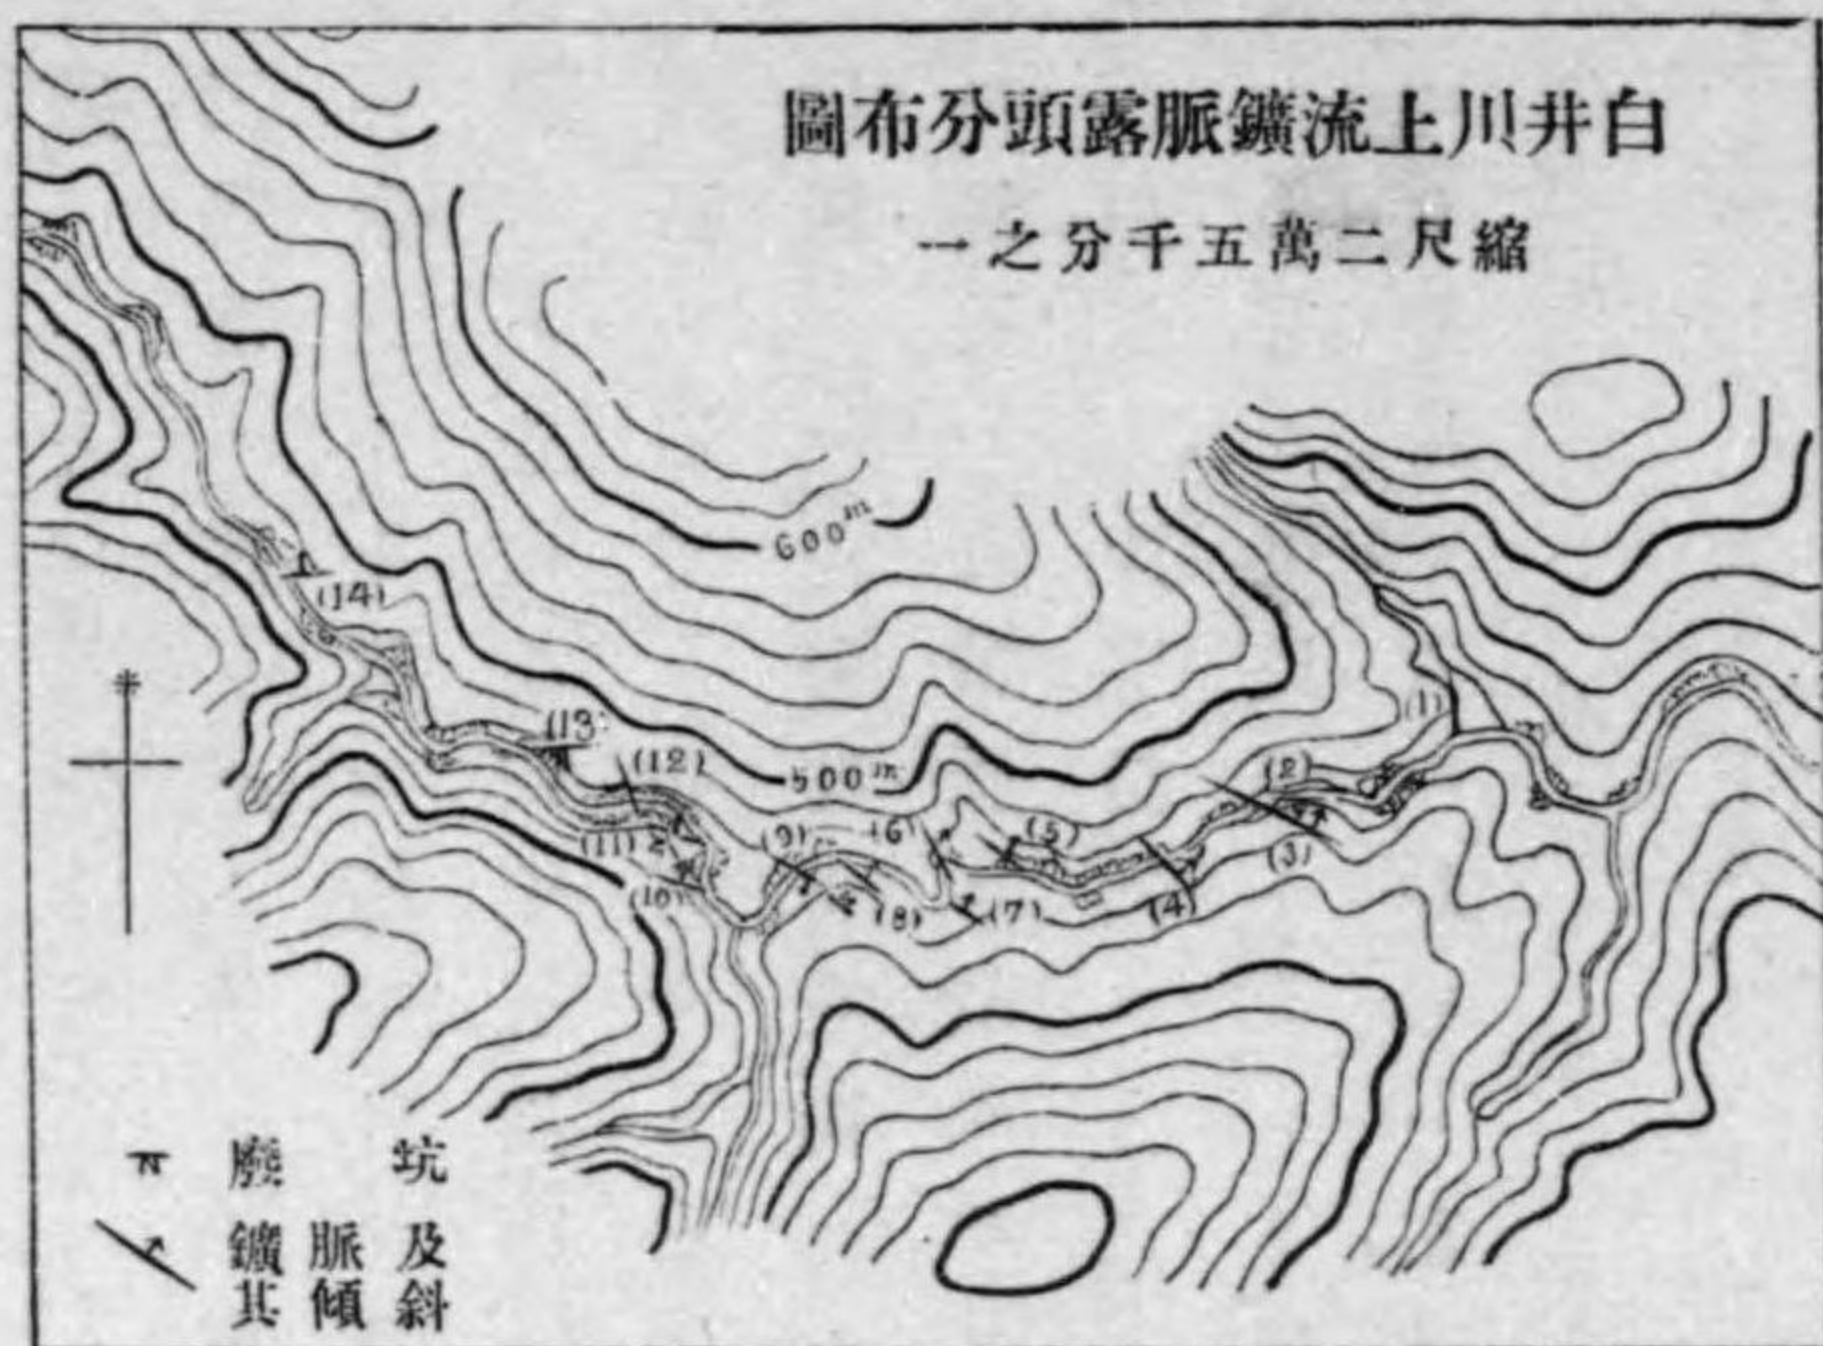 白井川上流鑛脈露頭分布圖
縮尺二萬五千分之一
600m
500m
(14)
(13)
(12)
(11)
(10)
(9)
(8)
(7)
(6)
(5)
(4)
(3)
(2)
(1)
廢坑
鑛脈及
其傾斜